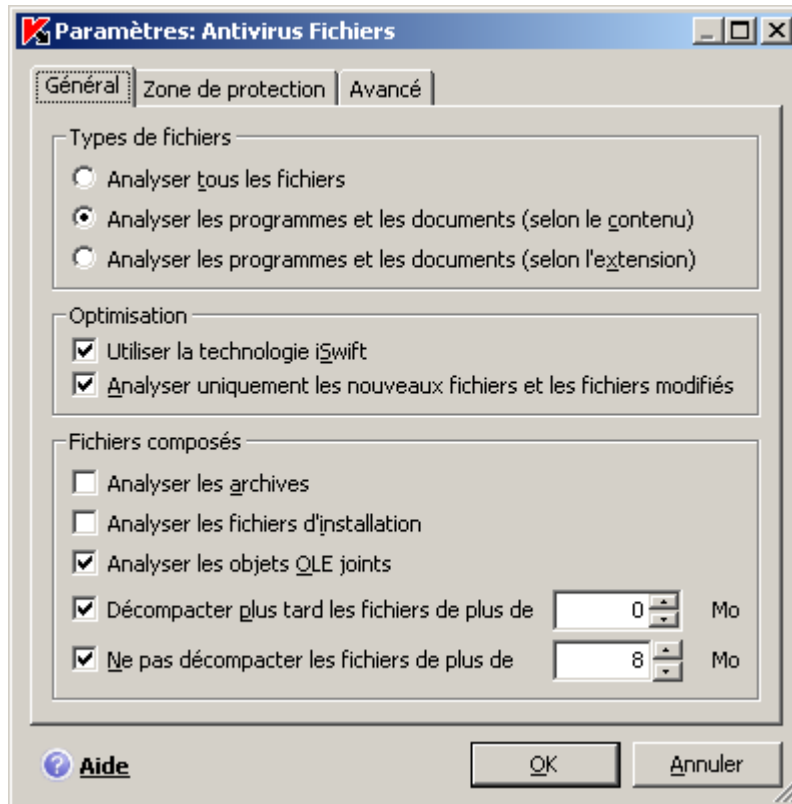 Paramètres: Antivirus Fichiers
Général
Zone de protection
Avancé
Types de fichiers
Analyser tous les fichiers
Analyser les programmes et les documents (selon le contenu)
Analyser les programmes et les documents (selon l'extension)
Optimisation
Utiliser la technologie iSwift
Analyser uniquement les nouveaux fichiers et les fichiers modifiés
Fichiers composés
Analyser les archives
Analyser les fichiers d'installation
Analyser les objets OLE joints
Décompacter plus tard les fichiers de plus de 0 Mo
Ne pas décompacter les fichiers de plus de 8 Mo
Aide
OK
Annuler